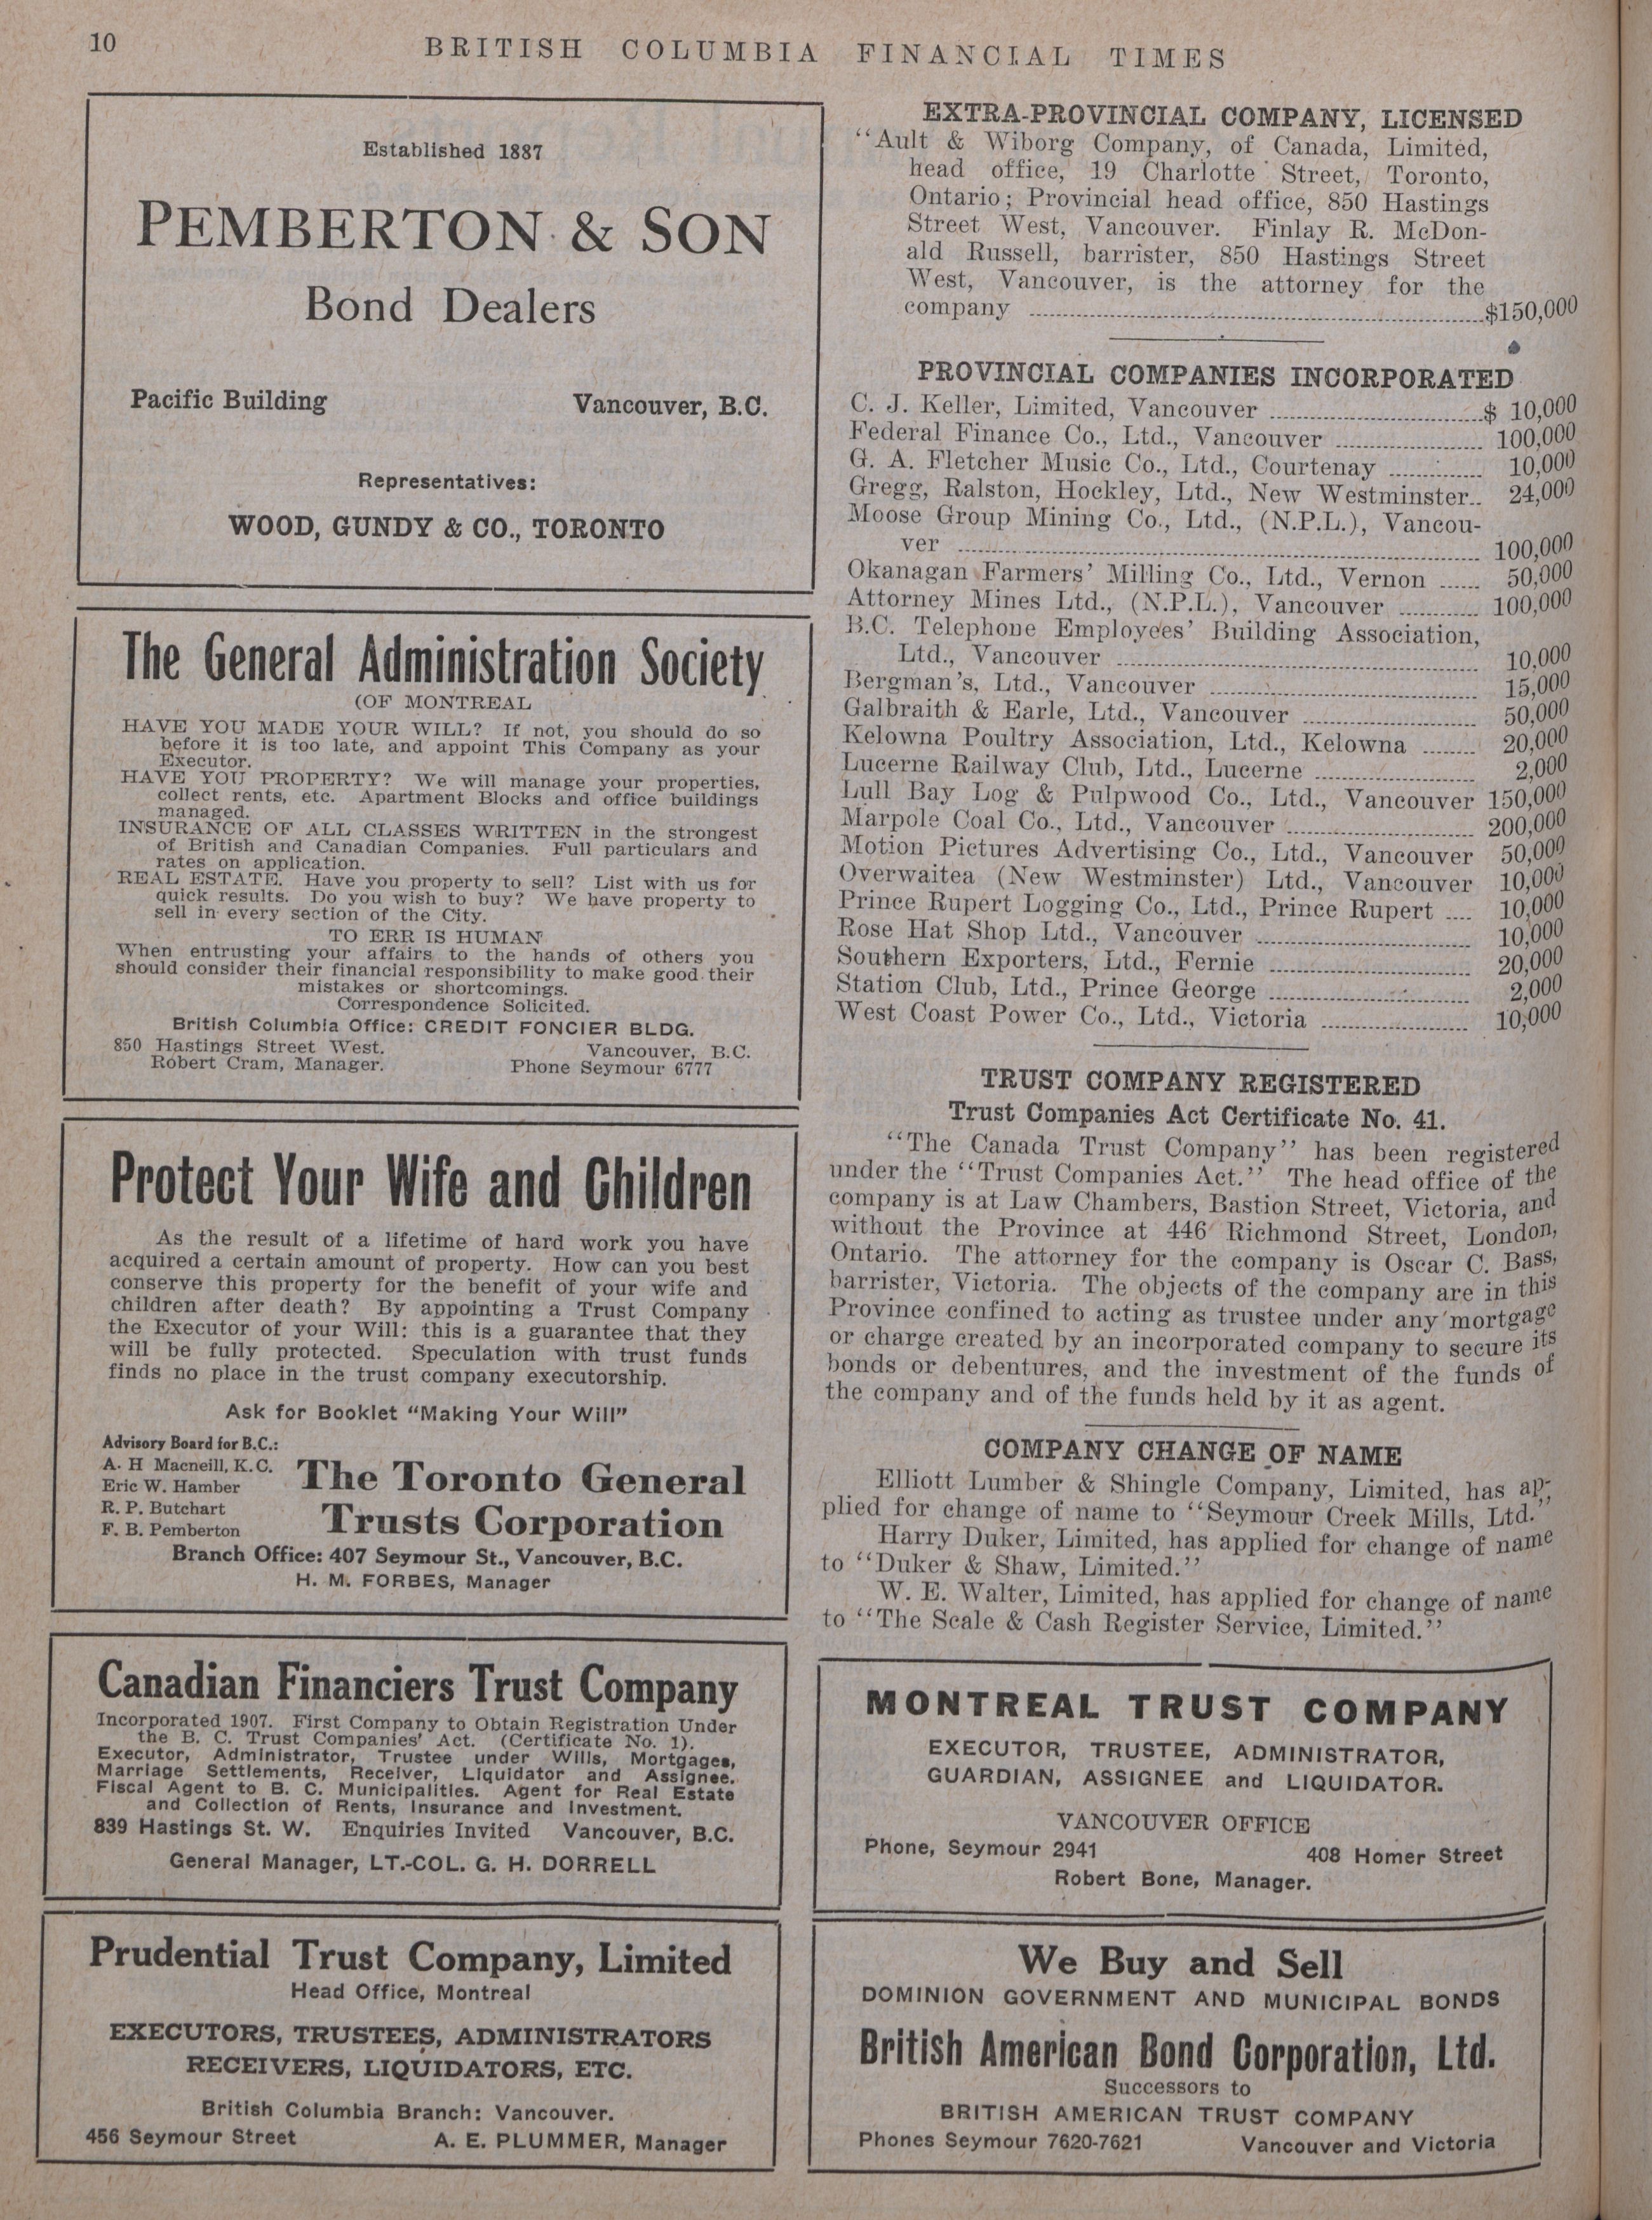 10
BRITISH COLUMBIA FINANCIAL TIMES
Established 1887
PEMBERTON & SON
Bond Dealers
Pacific Building Vancouver, B.C.
Representatives:
WOOD, GUNDY & CO., TORONTO
The General Administration Society
(OF MONTREAL
HAVE YOU MADE YOUR WILL? If not, you should do so
before it is too late, and appoint This Company as your
Executor.
HAVE YOU PROPERTY? We will manage your properties,
collect rents, etc. Apartment Blocks and office buildings
managed.
INSURANCE OF ALL CLASSES WRITTEN in the strongest
of British and Canadian Companies. Full particulars and
rates on application.
REAL ESTATE. Have you property to sell? List with us for
quick results. Do you wish to buy? We have property to
sell in every section of the City.
TO ERR IS HUMAN
When entrusting your affairs to the hands of others you
should consider their financial responsibility to make good their
mistakes or shortcomings.
Correspondence Solicited.
British Columbia Office: CREDIT FONCIER BLDG.
850 Hastings Street West. Vancouver, B.C.
Robert Cram, Manager. Phone Seymour 6777
Protect Your Wife and Children
As the result of a lifetime of hard work you have
acquired a certain amount of property. How can you best
conserve this property for the benefit of your wife and
children after death? By appointing a Trust Company
the Executor of your Will: this is a guarantee that they
will be fully protected. Speculation with trust funds
finds no place in the trust company executorship.
Ask for Booklet "Making Your Will"
Advisory Board for B.C.:
A. H Macneill, K.C.
Eric W. Hamber
R. P. Butchart
F. B. Pemberton
The Toronto General
Trusts Corporation
Branch Office: 407 Seymour St., Vancouver, B.C.
H. M. FORBES, Manager
Canadian Financiers Trust Company
Incorporated 1907. First Company to Obtain Registration Under
the B. C. Trust Companies' Act. (Certificate No. 1).
Executor, Administrator, Trustee under Wills, Mortgages,
Marriage Settlements, Receiver, Liquidator and Assignee.
Fiscal Agent to B. C. Municipalities. Agent for Real Estate
and Collection of Rents, Insurance and Investment.
839 Hastings St. W. Enquiries Invited Vancouver, B.C.
General Manager, LT.-COL. G. H. DORRELL
Prudential Trust Company, Limited
Head Office, Montreal
EXECUTORS, TRUSTEES, ADMINISTRATORS
RECEIVERS, LIQUIDATORS, ETC.
British Columbia Branch: Vancouver.
456 Seymour Street A. E. PLUMMER, Manager
EXTRA-PROVINCIAL COMPANY, LICENSED
"Ault & Wiborg Company, of Canada, Limited,
head office, 19 Charlotte Street, Toronto,
Ontario; Provincial head office, 850 Hastings
Street West, Vancouver. Finlay R. McDon-
ald Russell, barrister, 850 Hastings Street
West, Vancouver, is the attorney for the
company ........ $150,000
PROVINCIAL COMPANIES INCORPORATED
C. J. Keller, Limited, Vancouver ........ $ 10,000
Federal Finance Co., Ltd., Vancouver ........ 100,000
G. A. Fletcher Music Co., Ltd., Courtenay ........ 10,000
Gregg, Ralston, Hockley, Ltd., New Westminster.. 24,000
Moose Group Mining Co., Ltd., (N.P.L.), Vancou-
ver ........ 100,000
Okanagan Farmers' Milling Co., Ltd., Vernon ...... 50,000
Attorney Mines Ltd., (N.P.L.), Vancouver ........ 100,000
B.C. Telephone Employees' Building Association,
Ltd., Vancouver ........ 10,000
Bergman's, Ltd., Vancouver ........ 15,000
Galbraith & Earle, Ltd., Vancouver ........ 50,000
Kelowna Poultry Association, Ltd., Kelowna ........ 20,000
Lucerne Railway Club, Ltd., Lucerne ........ 2,000
Lull Bay Log & Pulpwood Co., Ltd., Vancouver 150,000
Marpole Coal Co., Ltd., Vancouver ........ 200,000
Motion Pictures Advertising Co., Ltd., Vancouver 50,000
Overwaitea (New Westminster) Ltd., Vancouver 10,000
Prince Rupert Logging Co., Ltd., Prince Rupert .... 10,000
Rose Hat Shop Ltd., Vancouver ........ 10,000
Southern Exporters, Ltd., Fernie ........ 20,000
Station Club, Ltd., Prince George ........ 2,000
West Coast Power Co., Ltd., Victoria ........ 10,000
TRUST COMPANY REGISTERED
Trust Companies Act Certificate No. 41.
"The Canada Trust Company" has been registered
under the "Trust Companies Act." The head office of the
company is at Law Chambers, Bastion Street, Victoria, and
without the Province at 446 Richmond Street, London,
Ontario. The attorney for the company is Oscar C. Bass,
barrister, Victoria. The objects of the company are in this
Province confined to acting as trustee under any mortgage
or charge created by an incorporated company to secure its
bonds or debentures, and the investment of the funds of
the company and of the funds held by it as agent.
COMPANY CHANGE OF NAME
Elliott Lumber & Shingle Company, Limited, has ap-
plied for change of name to "Seymour Creek Mills, Ltd."
Harry Duker, Limited, has applied for change of name
to "Duker & Shaw, Limited."
W. E. Walter, Limited, has applied for change of name
to "The Scale & Cash Register Service, Limited."
MONTREAL TRUST COMPANY
EXECUTOR, TRUSTEE, ADMINISTRATOR,
GUARDIAN, ASSIGNEE and LIQUIDATOR.
VANCOUVER OFFICE
Phone, Seymour 2941 408 Homer Street
Robert Bone, Manager.
We Buy and Sell
DOMINION GOVERNMENT AND MUNICIPAL BONDS
British American Bond Corporation, Ltd.
Successors to
BRITISH AMERICAN TRUST COMPANY
Phones Seymour 7620-7621 Vancouver and Victoria